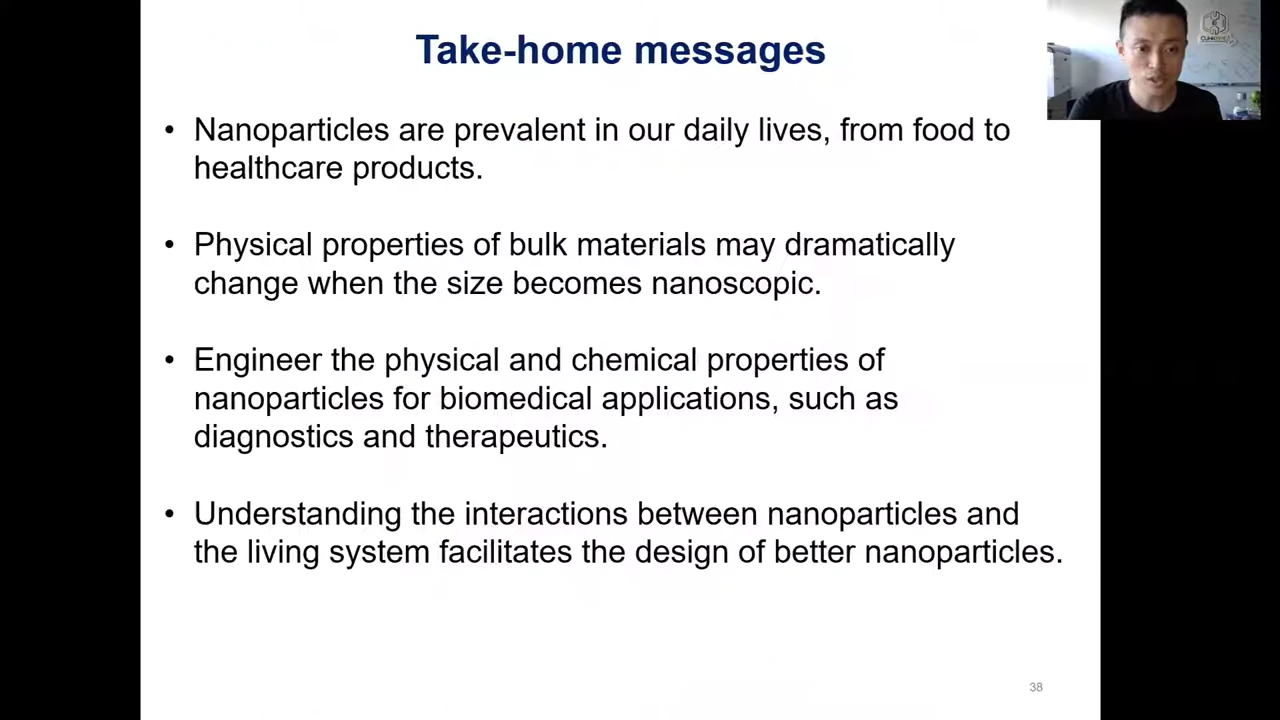 Take-home messages
• Nanoparticles are prevalent in our daily lives, from food to
healthcare products.
• Physical properties of bulk materials may dramatically
change when the size becomes nanoscopic.
• Engineer the physical and chemical properties of
nanoparticles for biomedical applications, such as
diagnostics and therapeutics.
• Understanding the interactions between nanoparticles and
the living system facilitates the design of better nanoparticles.
38